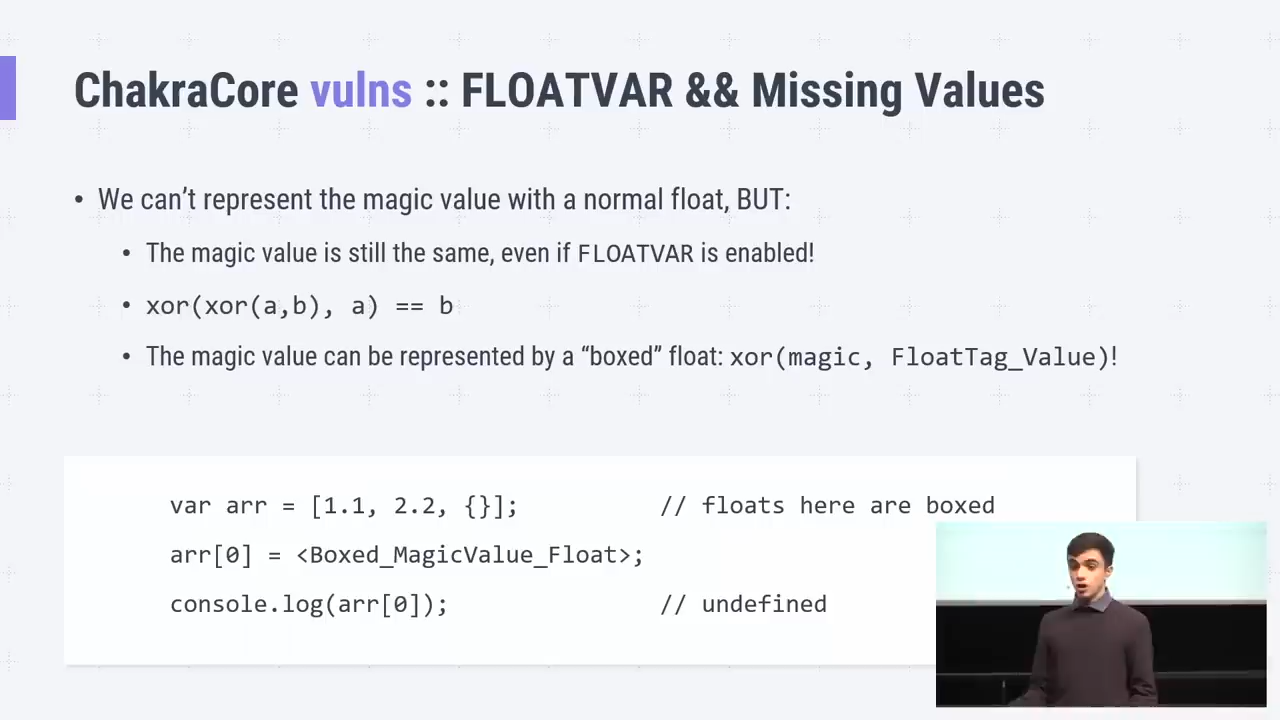 ChakraCore vulns :: FLOATVAR && Missing Values
• We can’t represent the magic value with a normal float, BUT:
• The magic value is still the same, even if FLOATVAR is enabled!
• xor(xor(a,b), a) == b
• The magic value can be represented by a “boxed” float: xor(magic, FloatTag_Value)!
var arr = [1.1, 2.2, {}]; // floats here are boxed
arr[0] = <Boxed_MagicValue_Float>;
console.log(arr[0]); // undefined